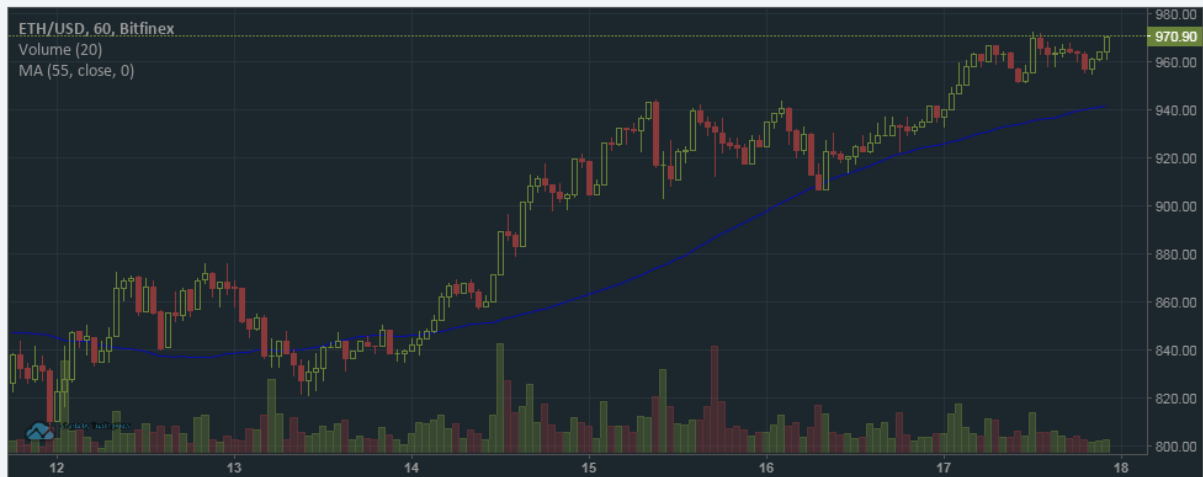 ETH/USD, 60, Bitfinex
Volume (20)
MA (55, close, 0)
980.00
970.90
960.00
940.00
920.00
900.00
880.00
860.00
840.00
820.00
800.00
12 13 14 15 16 17 18